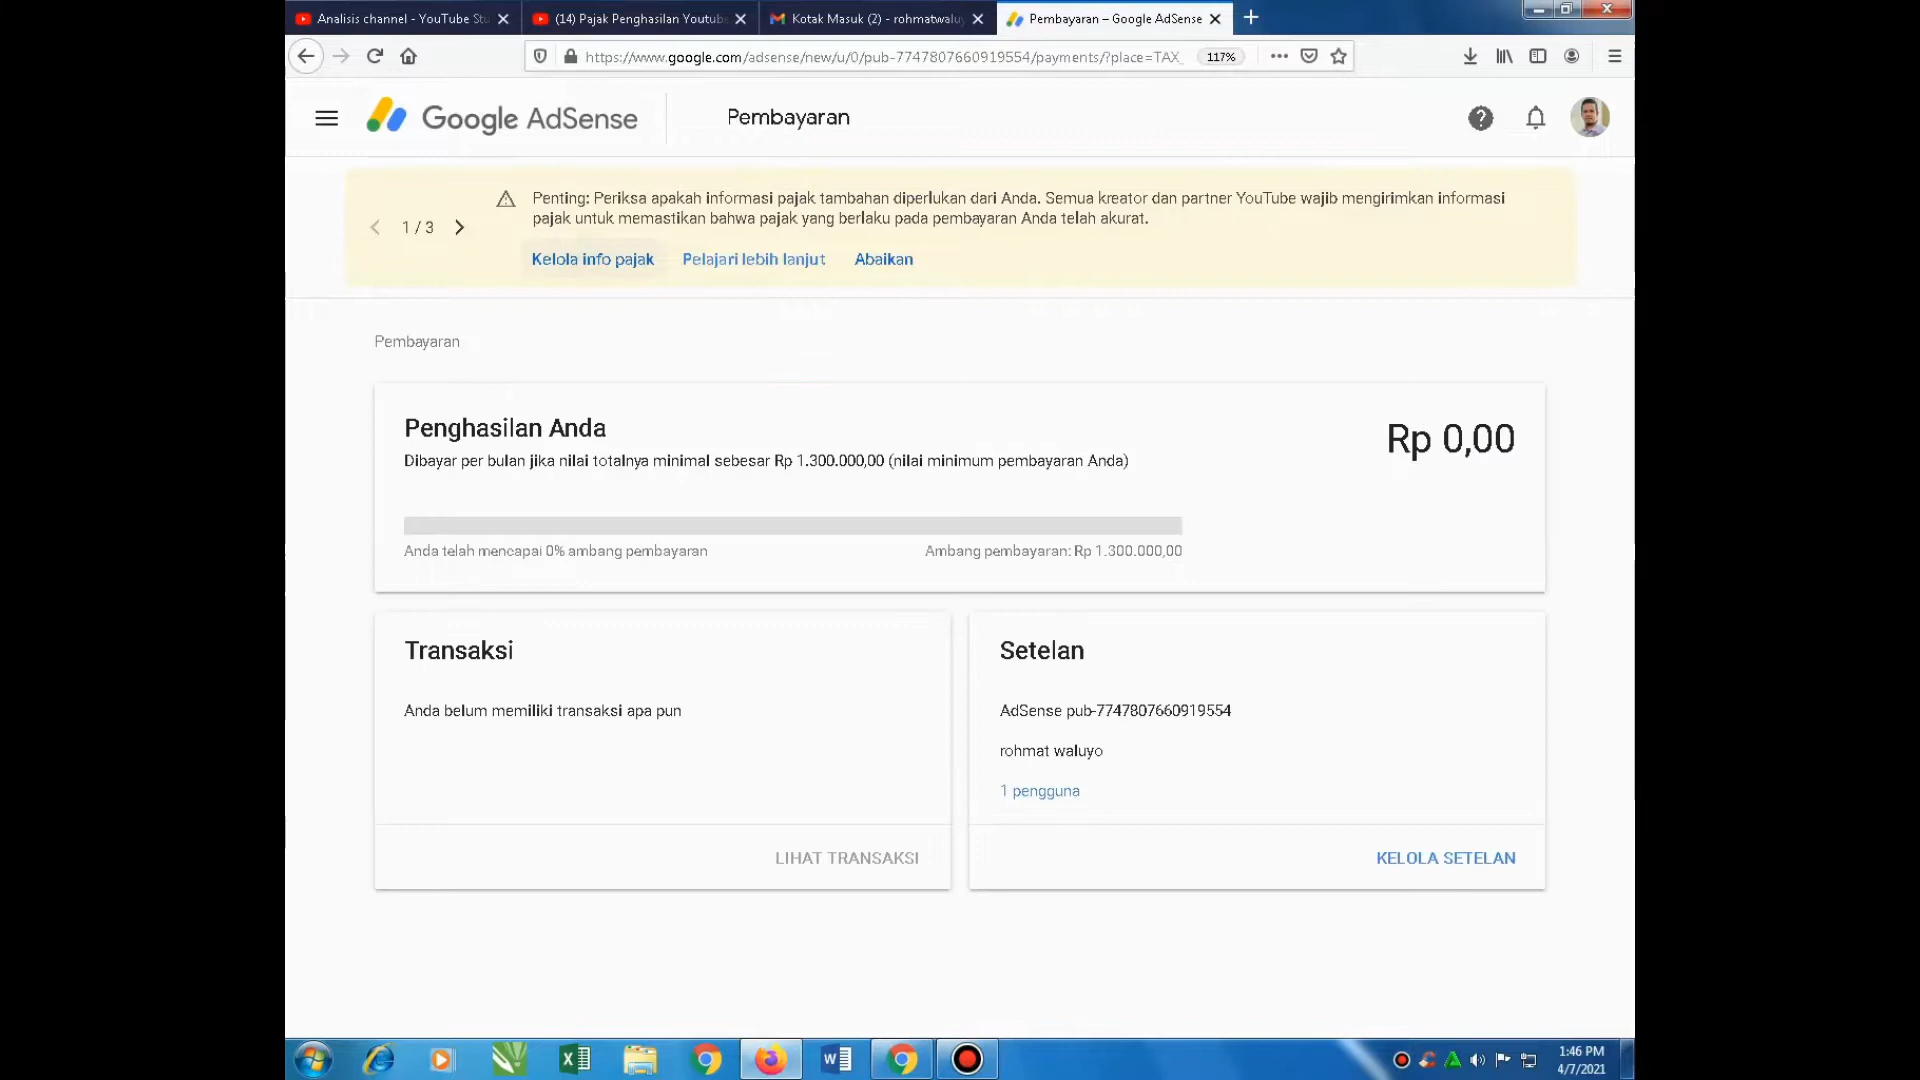 Analisis channel - YouTube Stu
(14) Pajak Penghasilan Youtube
Kotak Masuk (2) - rohmatwaluy
Pembayaran – Google AdSense
https://www.google.com/adsense/new/u/0/pub-7747807660919554/payments/?place=TAX_
117%
Google AdSense
Pembayaran
Penting: Periksa apakah informasi pajak tambahan diperlukan dari Anda. Semua kreator dan partner YouTube wajib mengirimkan informasi
pajak untuk memastikan bahwa pajak yang berlaku pada pembayaran Anda telah akurat.
1 / 3
Kelola info pajak Pelajari lebih lanjut Abaikan
Pembayaran
Penghasilan Anda
Rp 0,00
Dibayar per bulan jika nilai totalnya minimal sebesar Rp 1.300.000,00 (nilai minimum pembayaran Anda)
Anda telah mencapai 0% ambang pembayaran
Ambang pembayaran: Rp 1.300.000,00
Transaksi
Anda belum memiliki transaksi apa pun
LIHAT TRANSAKSI
Setelan
AdSense pub-7747807660919554
rohmat waluyo
1 pengguna
KELOLA SETELAN
1:46 PM
4/7/2021